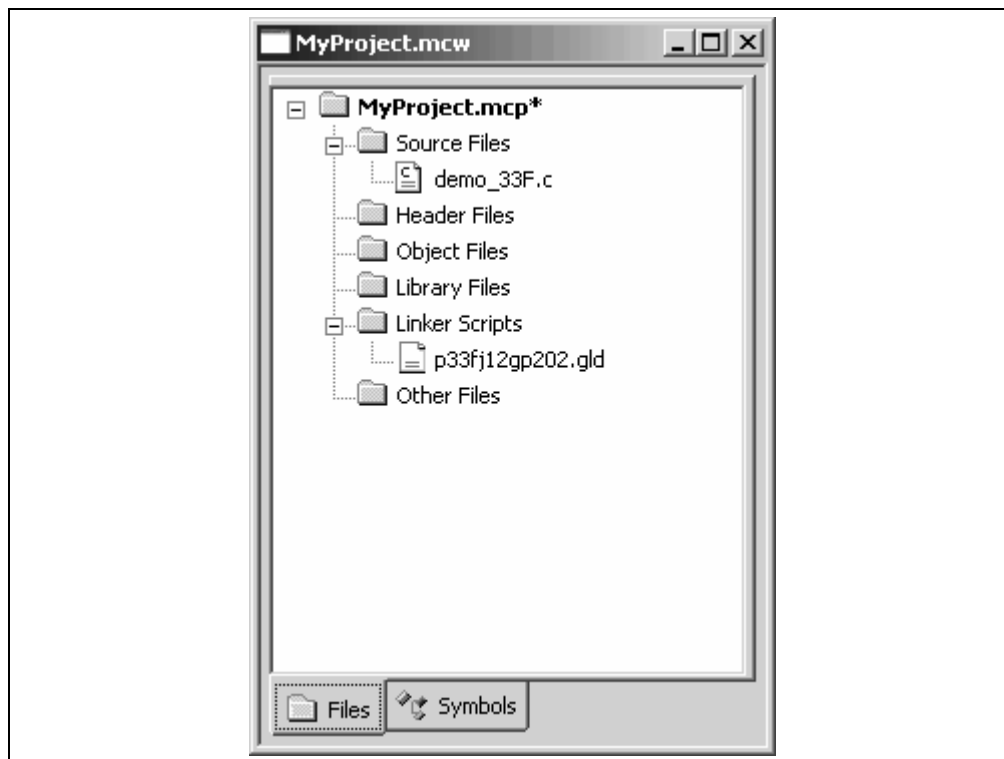 MyProject.mcw
MyProject.mcp*
Source Files
demo_33F.c
Header Files
Object Files
Library Files
Linker Scripts
p33fj12gp202.gld
Other Files
Files
Symbols